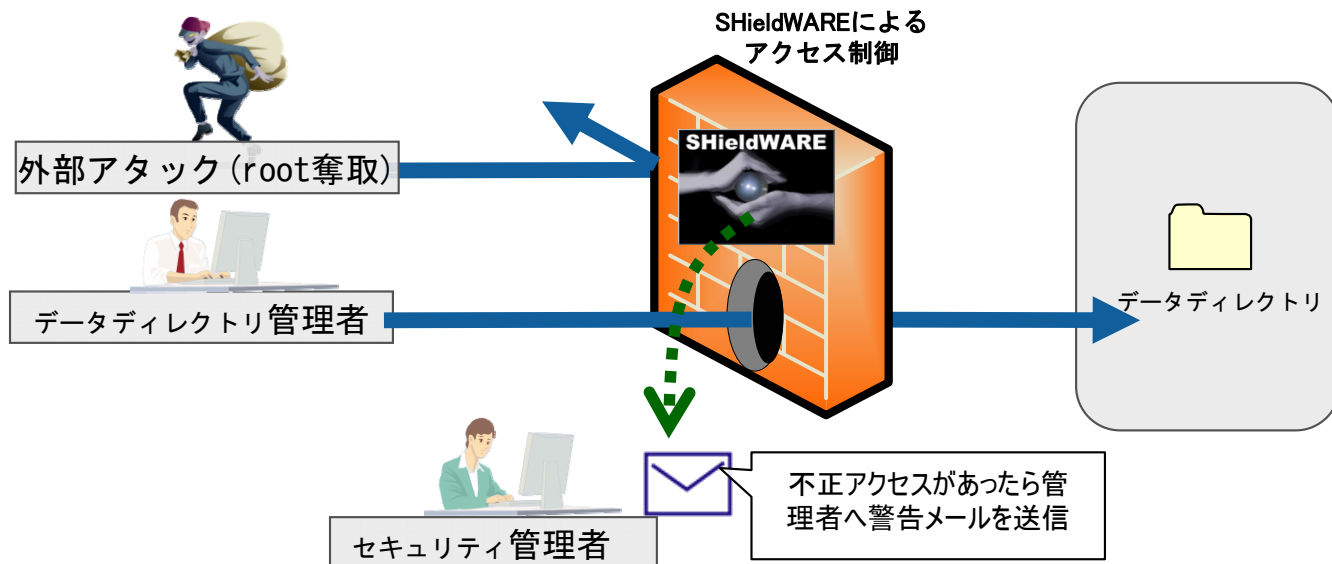 SHieldWAREによる
アクセス制御
SHieldWARE
外部アタック(root奪取)
データディレクトリ管理者
データディレクトリ
不正アクセスがあったら管
理者へ警告メールを送信
セキュリティ管理者